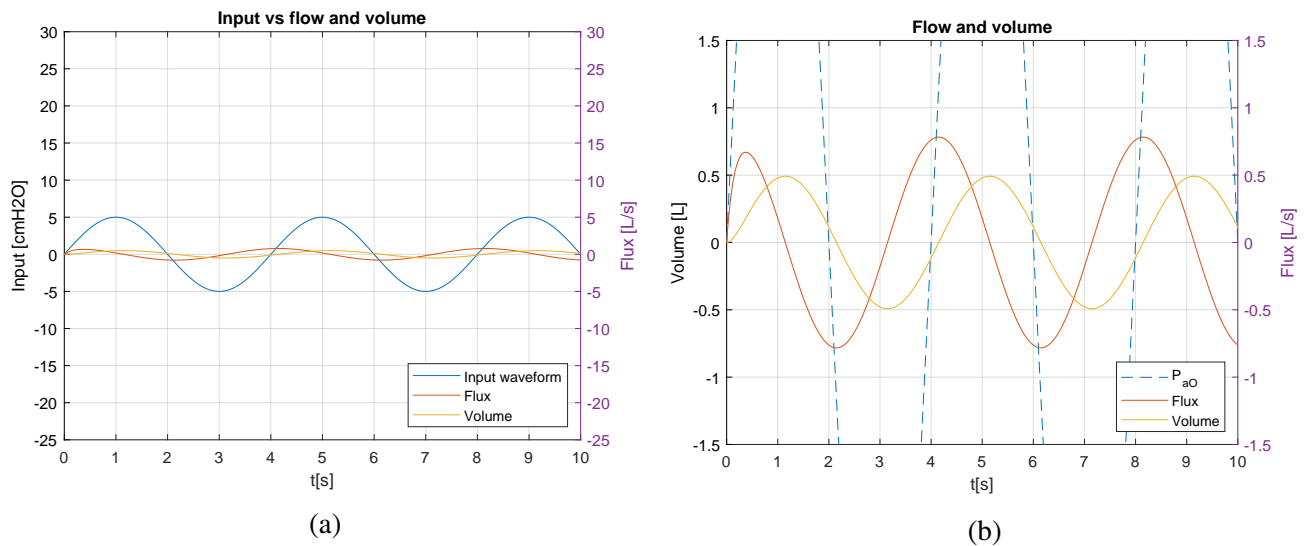 Input vs flow and volume
30
25
20
15
10
5
0
-5
-10
-15
-20
-25
Input [cmH2O]
30
25
20
15
10
5
0
-5
-10
-15
-20
-25
Flux [L/s]
0 1 2 3 4 5 6 7 8 9 10
t[s]
Input waveform
Flux
Volume
(a)
Flow and volume
1.5
1
0.5
0
-0.5
-1
-1.5
Volume [L]
1.5
1
0.5
0
-0.5
-1
-1.5
Flux [L/s]
0 1 2 3 4 5 6 7 8 9 10
t[s]
P_aO
Flux
Volume
(b)